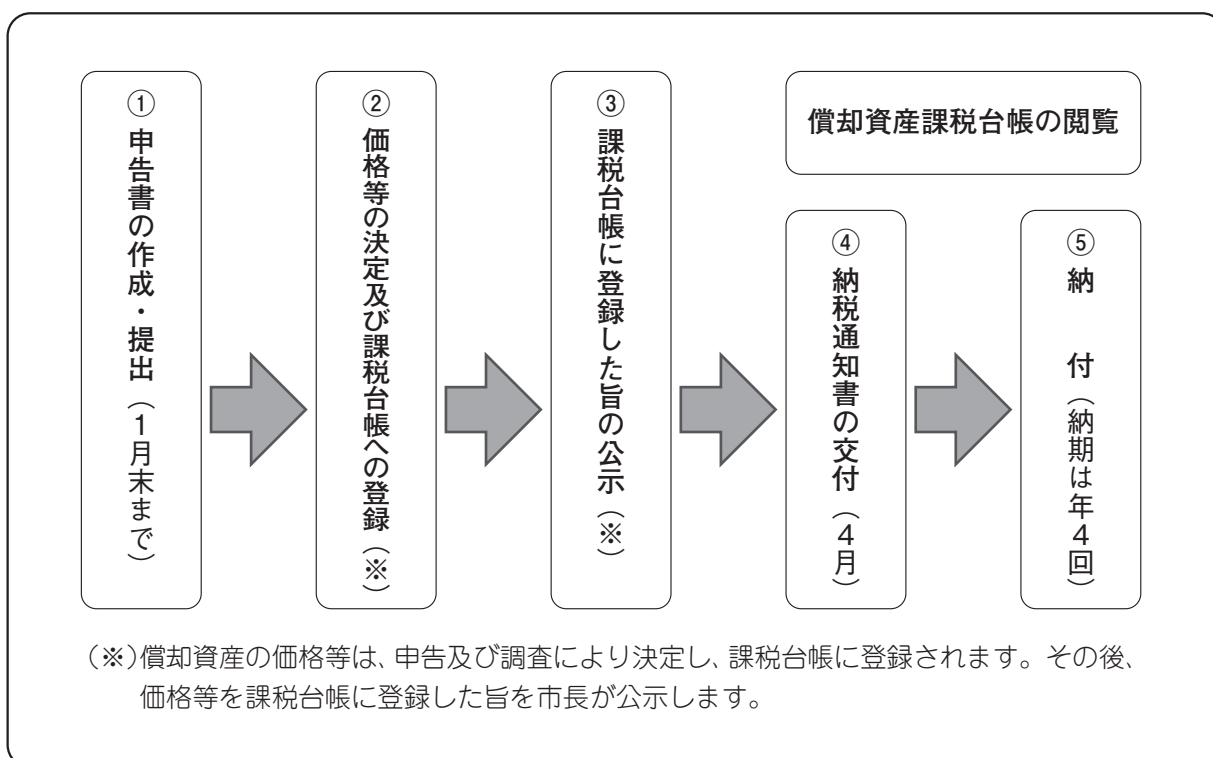 ①申告書の作成・提出（1月末まで）
②価格等の決定及び課税台帳への登録（※）
③課税台帳に登録した旨の公示（※）
償却資産課税台帳の閲覧
④納税通知書の交付（4月）
⑤納　付（納期は年4回）
（※）償却資産の価格等は、申告及び調査により決定し、課税台帳に登録されます。その後、
価格等を課税台帳に登録した旨を市長が公示します。